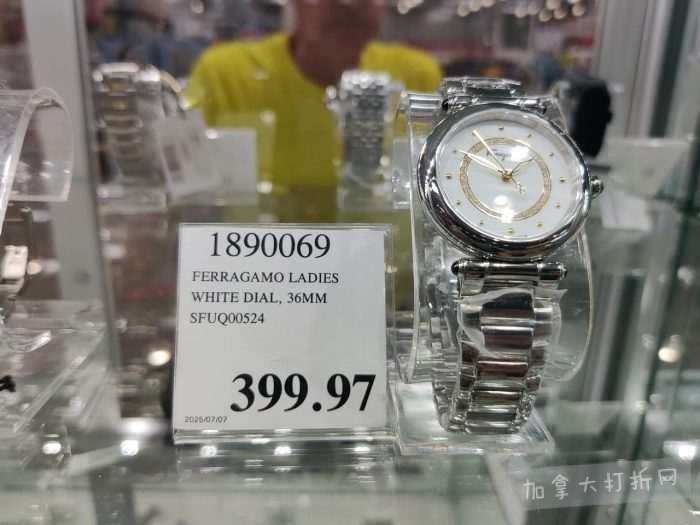 1890069
FERRAGAMO LADIES
WHITE DIAL, 36MM
SFUQ00524
399.97
2025/07/07
加拿大打折网